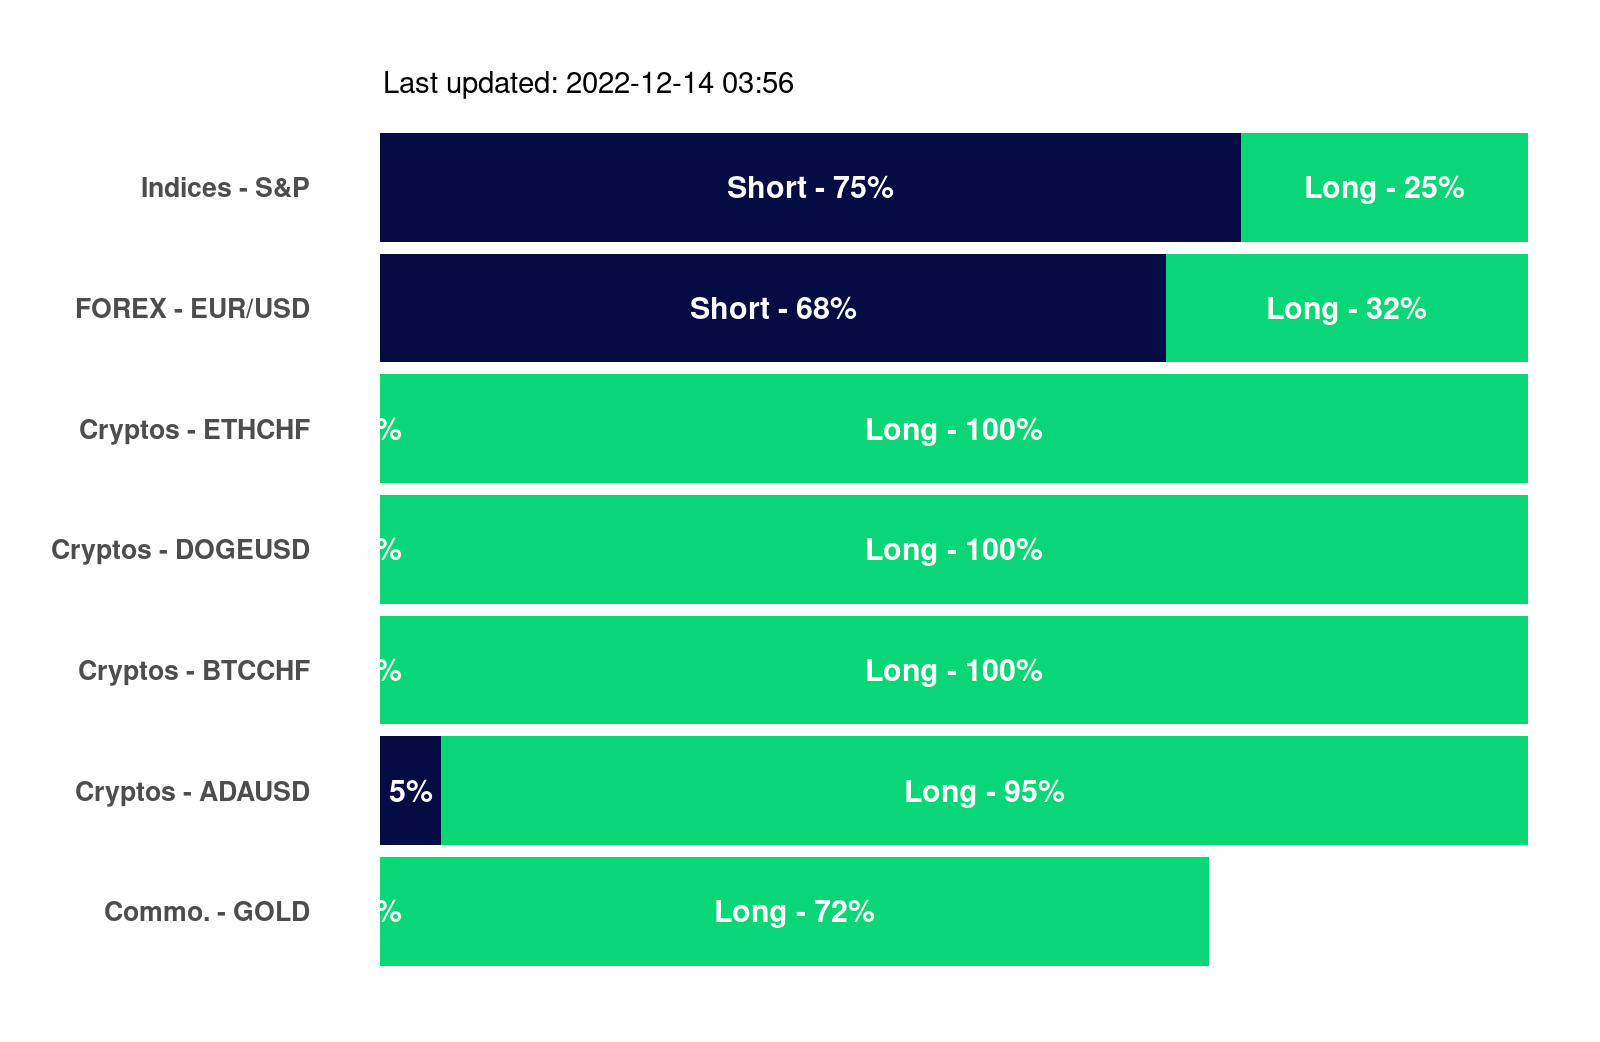 Last updated: 2022-12-14 03:56
Indices - S&P Short - 75% Long - 25%
FOREX - EUR/USD Short - 68% Long - 32%
Cryptos - ETHCHF % Long - 100%
Cryptos - DOGEUSD % Long - 100%
Cryptos - BTCCHF % Long - 100%
Cryptos - ADAUSD 5% Long - 95%
Commo. - GOLD % Long - 72%